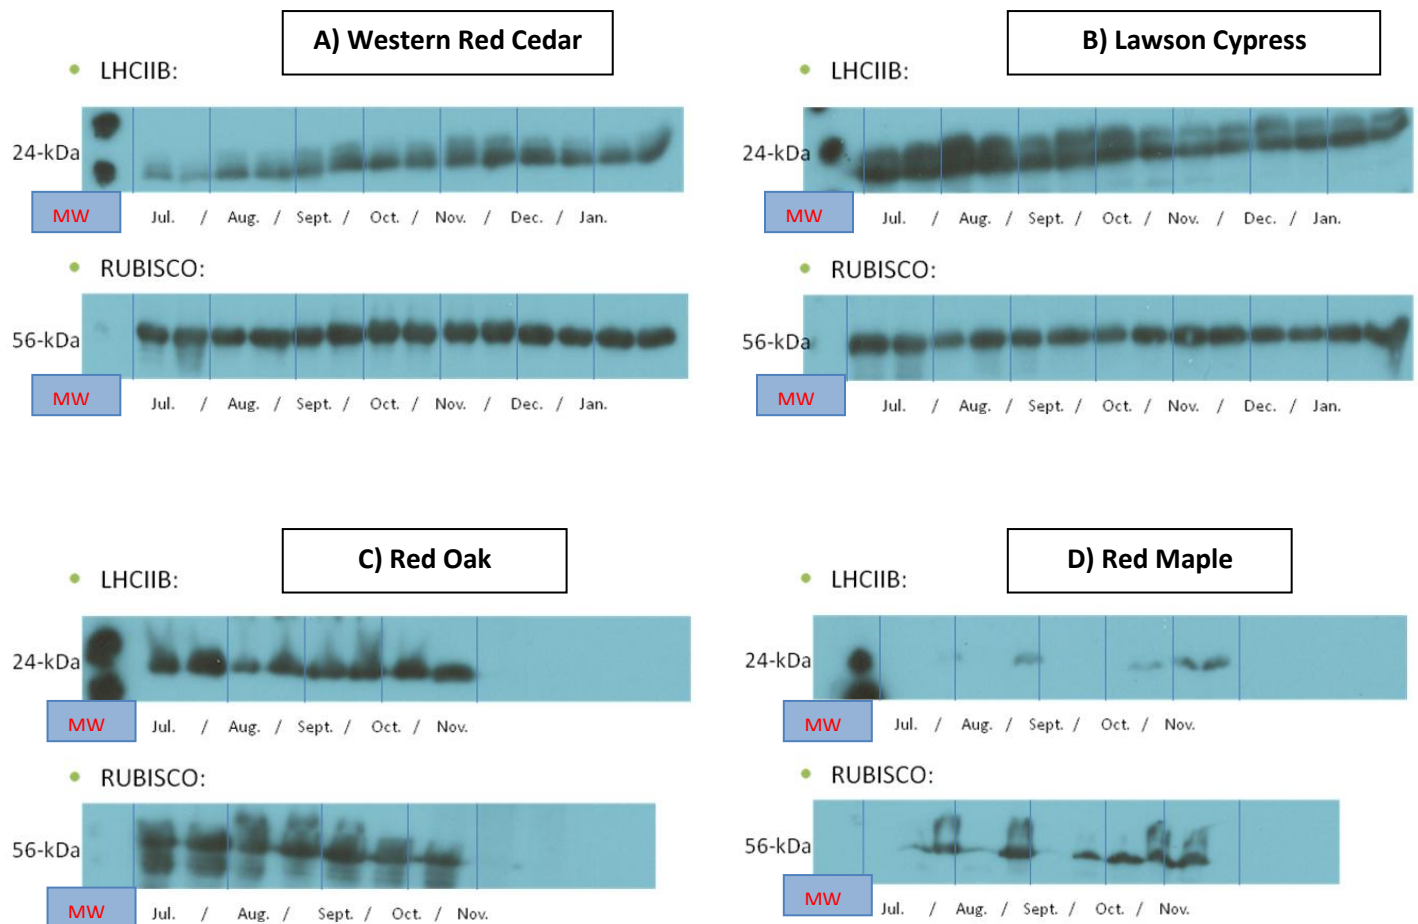 A) Western Red Cedar
• LHCIIB:
24-kDa
MW
Jul. / Aug. / Sept. / Oct. / Nov. / Dec. / Jan.
• RUBISCO:
56-kDa
MW
Jul. / Aug. / Sept. / Oct. / Nov. / Dec. / Jan.
B) Lawson Cypress
• LHCIIB:
24-kDa
MW
Jul. / Aug. / Sept. / Oct. / Nov. / Dec. / Jan.
• RUBISCO:
56-kDa
MW
Jul. / Aug. / Sept. / Oct. / Nov. / Dec. / Jan.
C) Red Oak
• LHCIIB:
24-kDa
MW
Jul. / Aug. / Sept. / Oct. / Nov.
• RUBISCO:
56-kDa
MW
Jul. / Aug. / Sept. / Oct. / Nov.
D) Red Maple
• LHCIIB:
24-kDa
MW
Jul. / Aug. / Sept. / Oct. / Nov.
• RUBISCO:
56-kDa
MW
Jul. / Aug. / Sept. / Oct. / Nov.